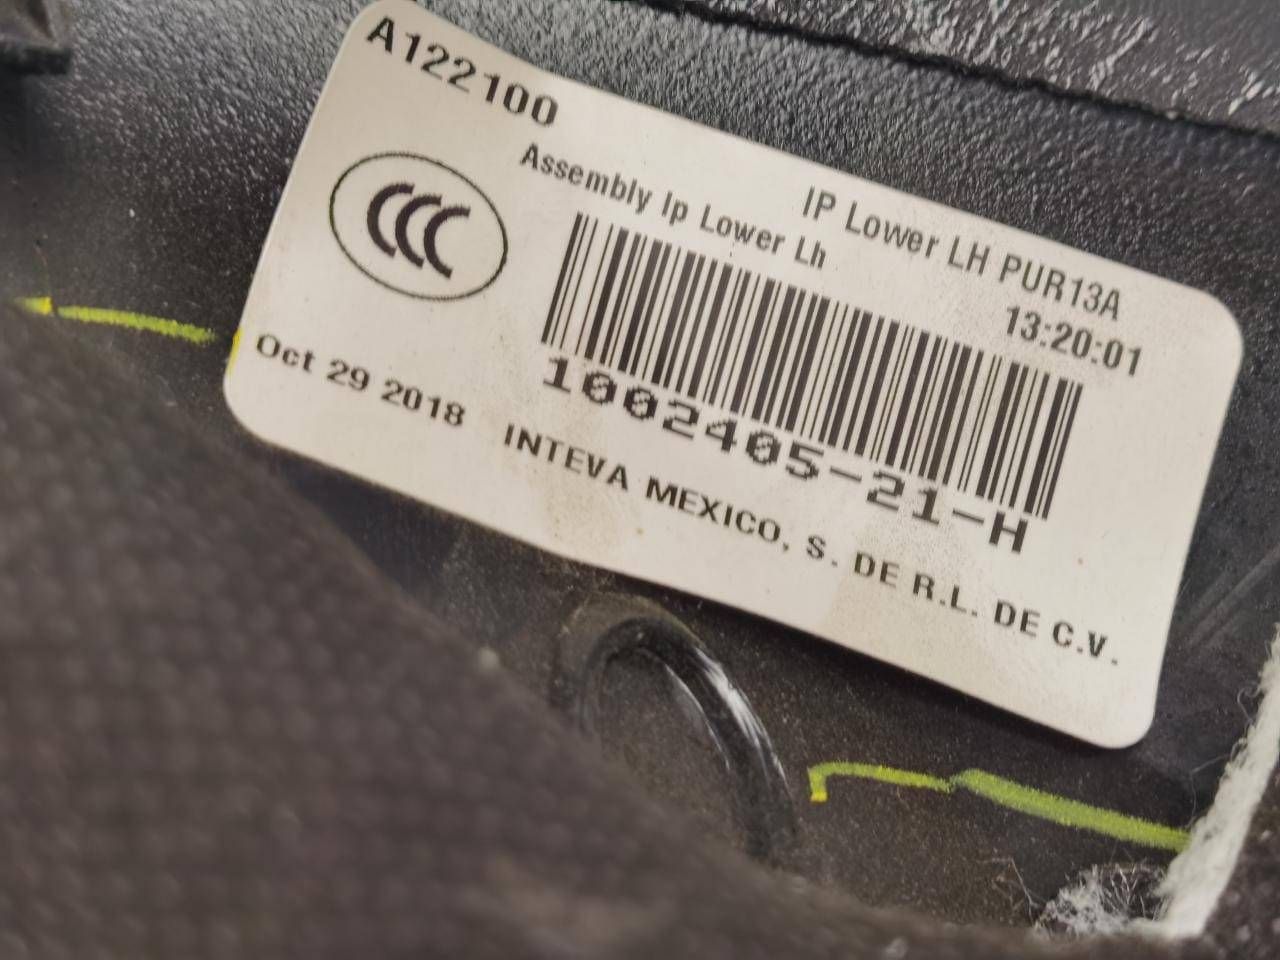 A122100
IP Lower LH PUR13A
Assembly Ip Lower Lh
13:20:01
CCC
1002405-21-H
Oct 29 2018
INTEVA MEXICO, S. DE R.L. DE C.V.